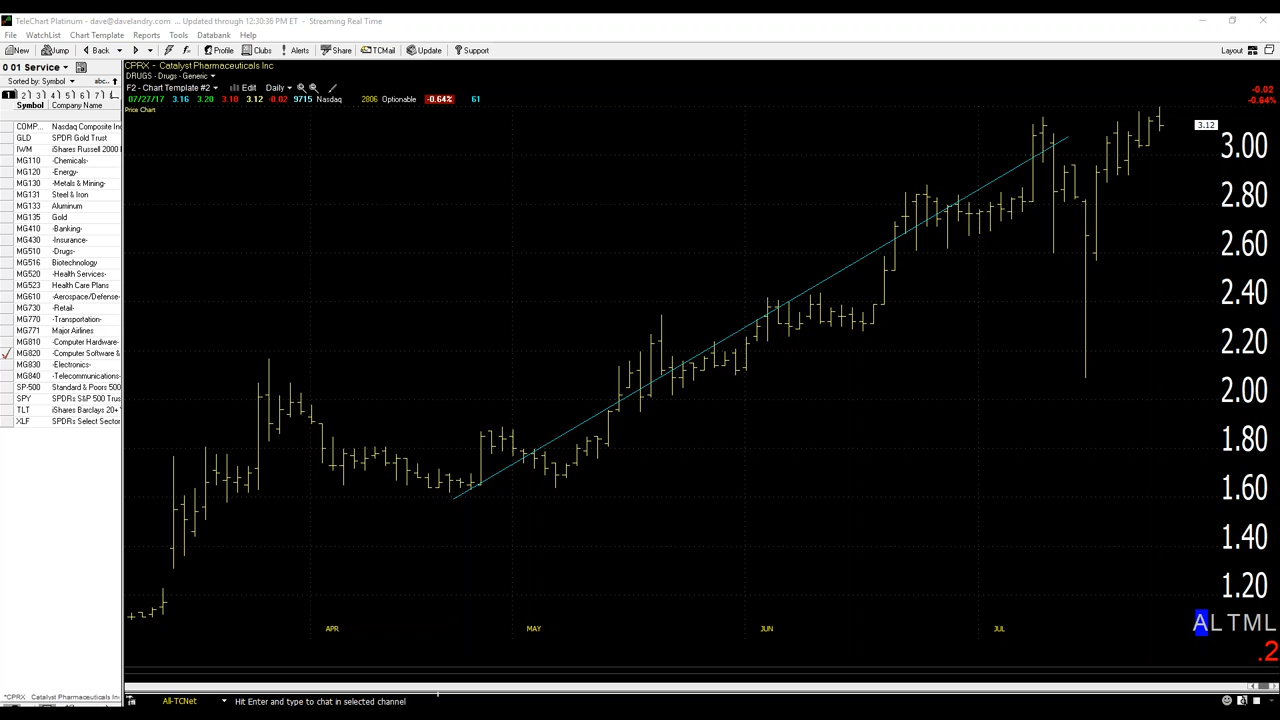 TeleChart Platinum - dave@davelandry.com ... Updated through 12:30:36 PM ET - Streaming Real Time
File WatchList Chart Template Reports Tools Databank Help
New Jump Back Profile Clubs Alerts Share TCMail Update Support Layout
0 01 Service
Sorted by: Symbol abc..
1 2 3 4 5 6 7
Symbol Company Name
COMP... Nasdaq Composite In
GLD SPDR Gold Trust
IWM iShares Russell 2000
MG110 -Chemicals-
MG120 -Energy-
MG130 -Metals & Mining-
MG131 Steel & Iron
MG133 Aluminum
MG135 Gold
MG410 -Banking-
MG430 -Insurance-
MG510 -Drugs-
MG516 Biotechnology
MG520 -Health Services-
MG523 Health Care Plans
MG610 -Aerospace/Defense-
MG730 -Retail-
MG770 -Transportation-
MG771 Major Airlines
MG810 -Computer Hardware-
MG820 -Computer Software &
MG830 -Electronics-
MG840 -Telecommunications-
SP-500 Standard & Poors 500
SPY SPDRs S&P 500 Trus
TLT iShares Barclays 20+
XLF SPDRs Select Sector
*CPRX Catalyst Pharmaceuticals Inc
CPRX - Catalyst Pharmaceuticals Inc
DRUGS - Drugs - Generic
F2 - Chart Template #2 Edit Daily
07/27/17 3.16 3.20 3.10 3.12 -0.02 9715 Nasdaq 2806 Optionable -0.64% 61
Price Chart
-0.02
-0.64%
3.12
3.00
2.80
2.60
2.40
2.20
2.00
1.80
1.60
1.40
1.20
APR MAY JUN JUL
ALTML
.2
All-TCNet Hit Enter and type to chat in selected channel